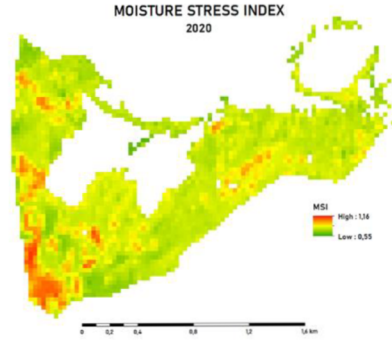 MOISTURE STRESS INDEX
2020
MSI
High : 1,16
Low : 0,55
0 0,2 0,4 0,8 1,2 1,6 km